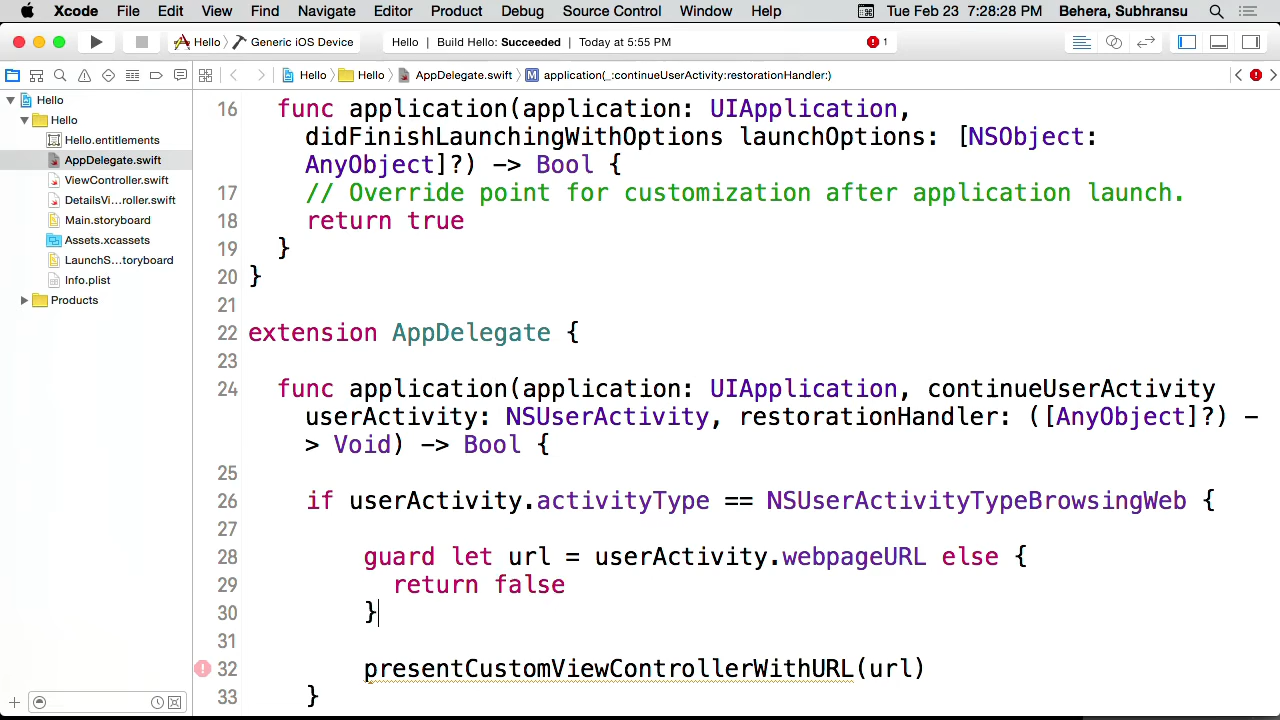 Xcode File Edit View Find Navigate Editor Product Debug Source Control Window Help Tue Feb 23 7:28:28 PM Behera, Subhransu
Hello Generic iOS Device Hello | Build Hello: Succeeded | Today at 5:55 PM 1
Hello Hello AppDelegate.swift M application(_:continueUserActivity:restorationHandler:)
Hello
Hello
Hello.entitlements
AppDelegate.swift
ViewController.swift
DetailsVi...roller.swift
Main.storyboard
Assets.xcassets
LaunchS...toryboard
Info.plist
Products
16 func application(application: UIApplication,
didFinishLaunchingWithOptions launchOptions: [NSObject:
AnyObject]?) -> Bool {
17 // Override point for customization after application launch.
18 return true
19 }
20 }
21
22 extension AppDelegate {
23
24 func application(application: UIApplication, continueUserActivity
userActivity: NSUserActivity, restorationHandler: ([AnyObject]?) -
> Void) -> Bool {
25
26 if userActivity.activityType == NSUserActivityTypeBrowsingWeb {
27
28 guard let url = userActivity.webpageURL else {
29 return false
30 }
31
32 presentCustomViewControllerWithURL(url)
33 }